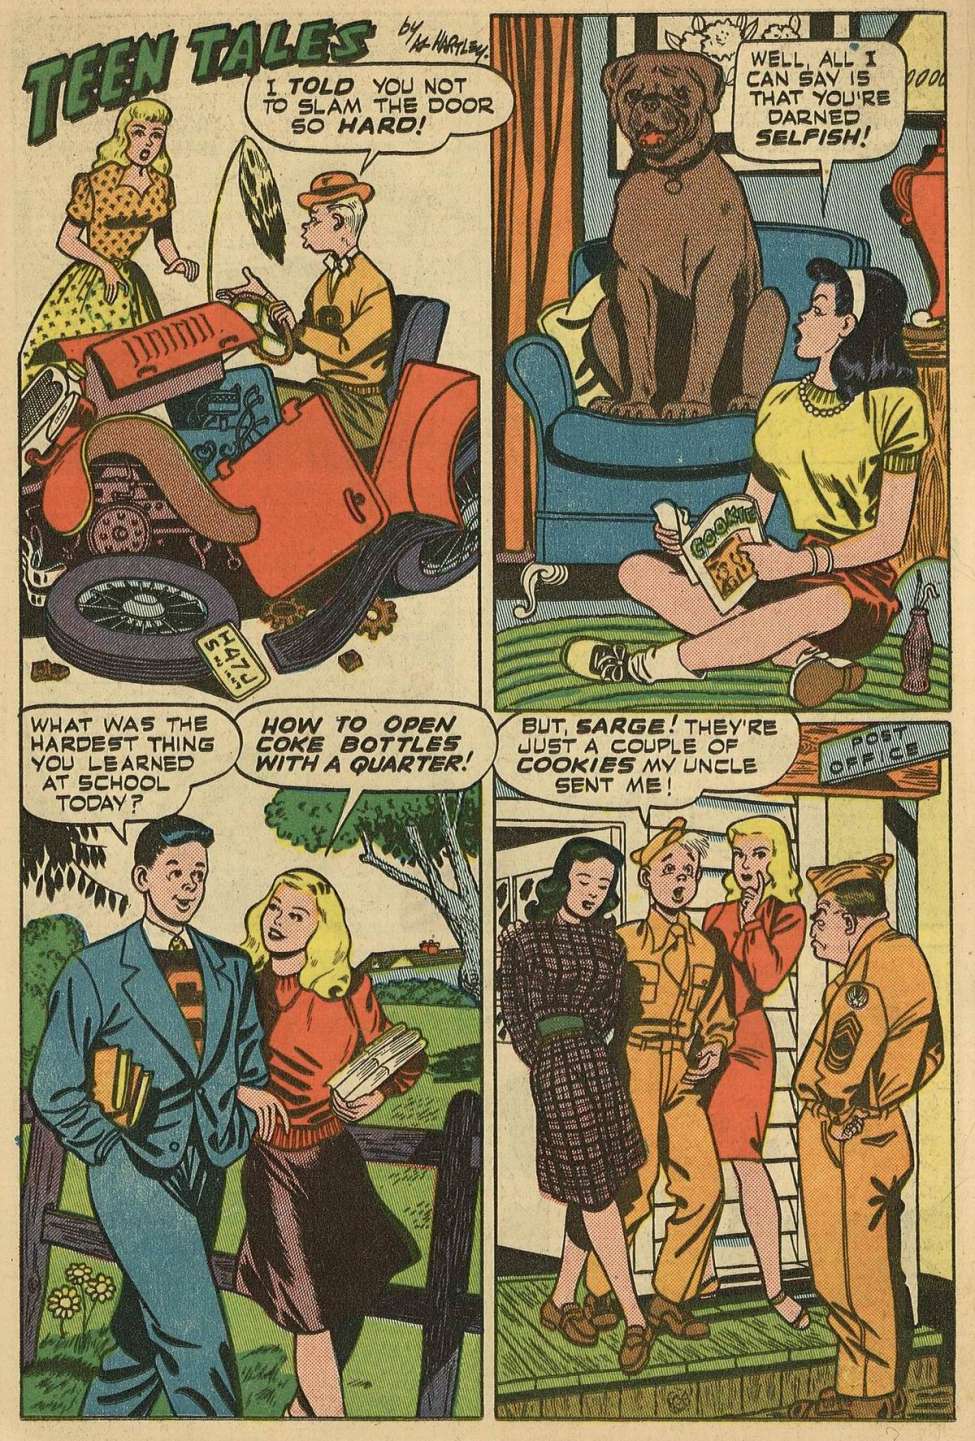 TEEN TALES
by Al HARTLEY.
I TOLD YOU NOT
TO SLAM THE DOOR
SO HARD!
WELL, ALL I
CAN SAY IS
THAT YOU'RE
DARNED
SELFISH!
COOKIE
WHAT WAS THE
HARDEST THING
YOU LEARNED
AT SCHOOL
TODAY?
HOW TO OPEN
COKE BOTTLES
WITH A QUARTER!
BUT, SARGE! THEY'RE
JUST A COUPLE OF
COOKIES MY UNCLE
SENT ME!
POST
OFFICE